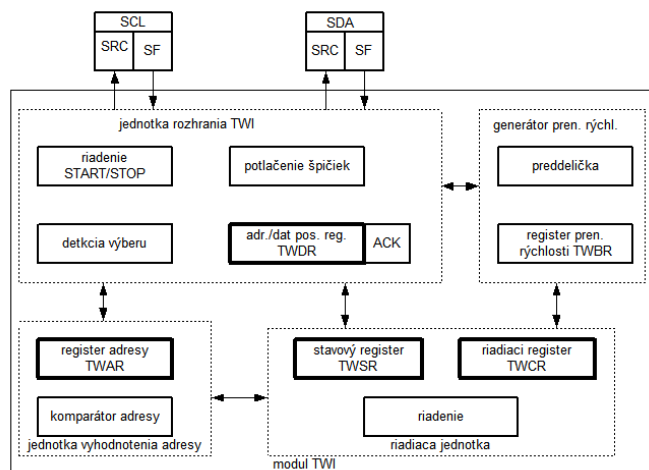 SCL
SRC
SF
SDA
SRC
SF
jednotka rozhrania TWI
riadenie
START/STOP
potlačenie špičiek
detkcia výberu
adr./dat pos. reg.
TWDR
ACK
generátor pren. rýchl.
preddelička
register pren.
rýchlosti TWBR
register adresy
TWAR
komparátor adresy
jednotka vyhodnotenia adresy
stavový register
TWSR
riadiaci register
TWCR
riadenie
riadiaca jednotka
modul TWI